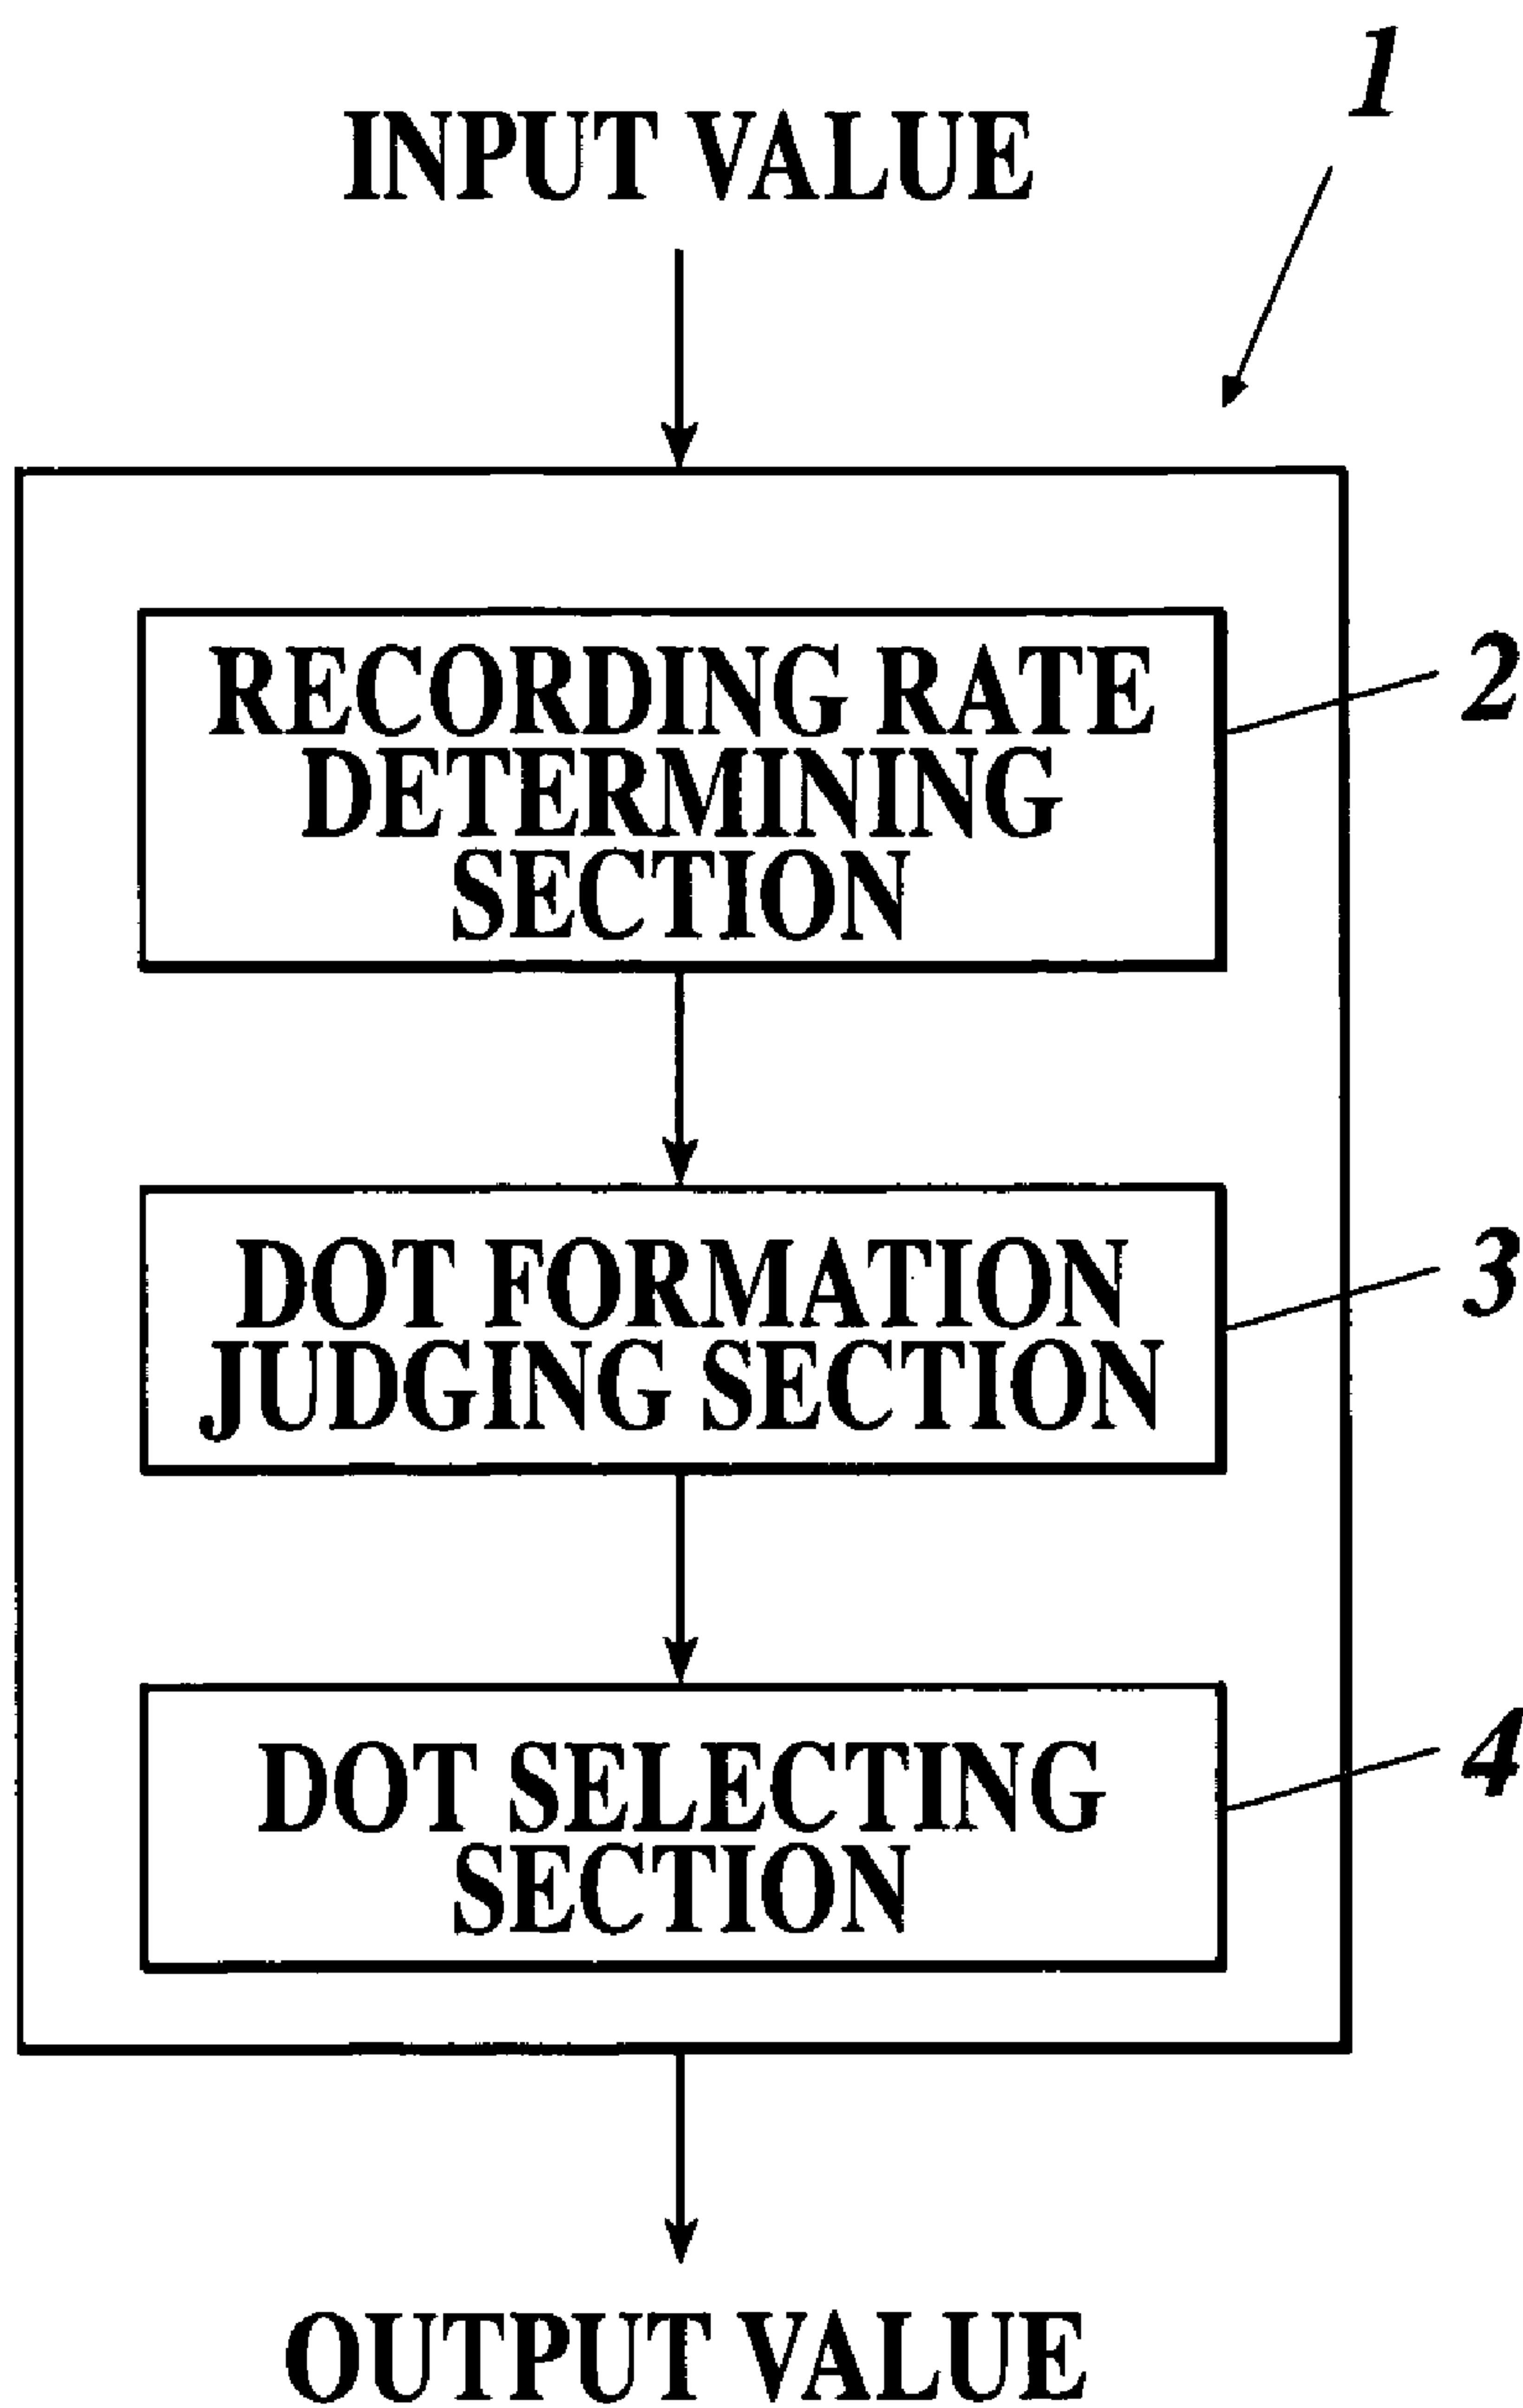 1
INPUT VALUE
RECORDING RATE
DETERMINING
SECTION
2
DOT FORMATION
JUDGING SECTION
3
DOT SELECTING
SECTION
4
OUTPUT VALUE